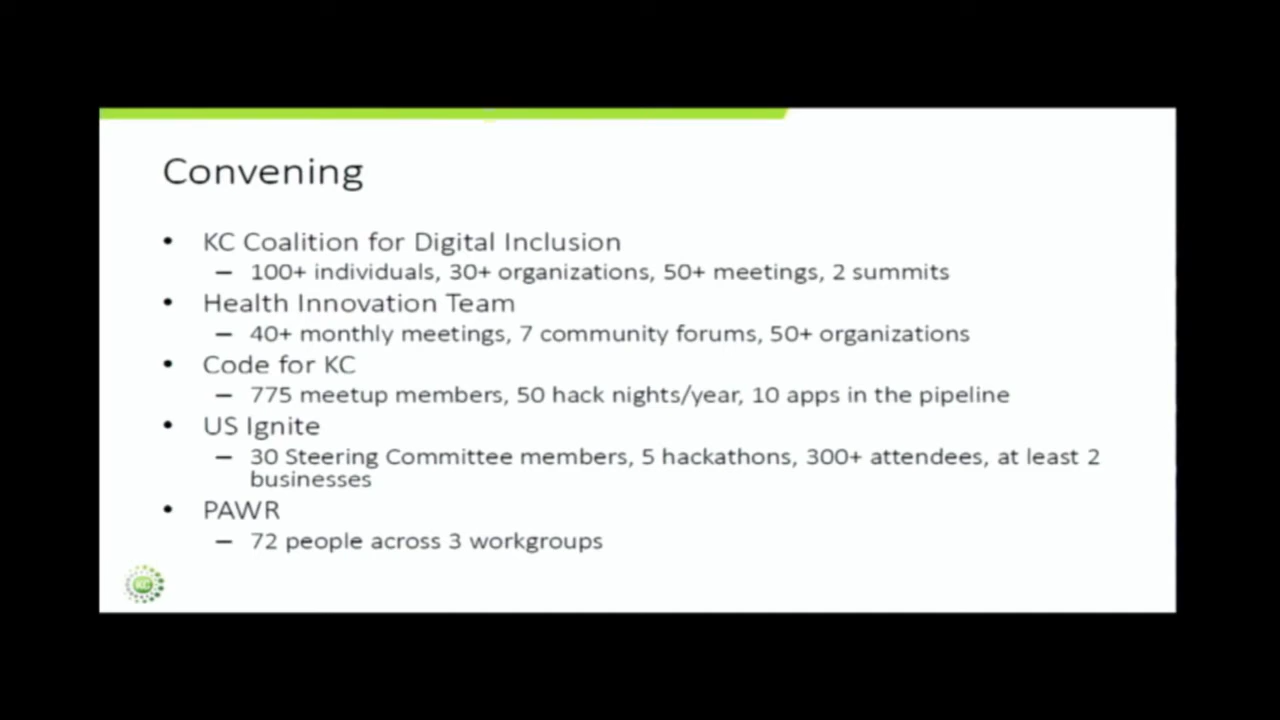 Convening
• KC Coalition for Digital Inclusion
– 100+ individuals, 30+ organizations, 50+ meetings, 2 summits
• Health Innovation Team
– 40+ monthly meetings, 7 community forums, 50+ organizations
• Code for KC
– 775 meetup members, 50 hack nights/year, 10 apps in the pipeline
• US Ignite
– 30 Steering Committee members, 5 hackathons, 300+ attendees, at least 2
businesses
• PAWR
– 72 people across 3 workgroups
KC